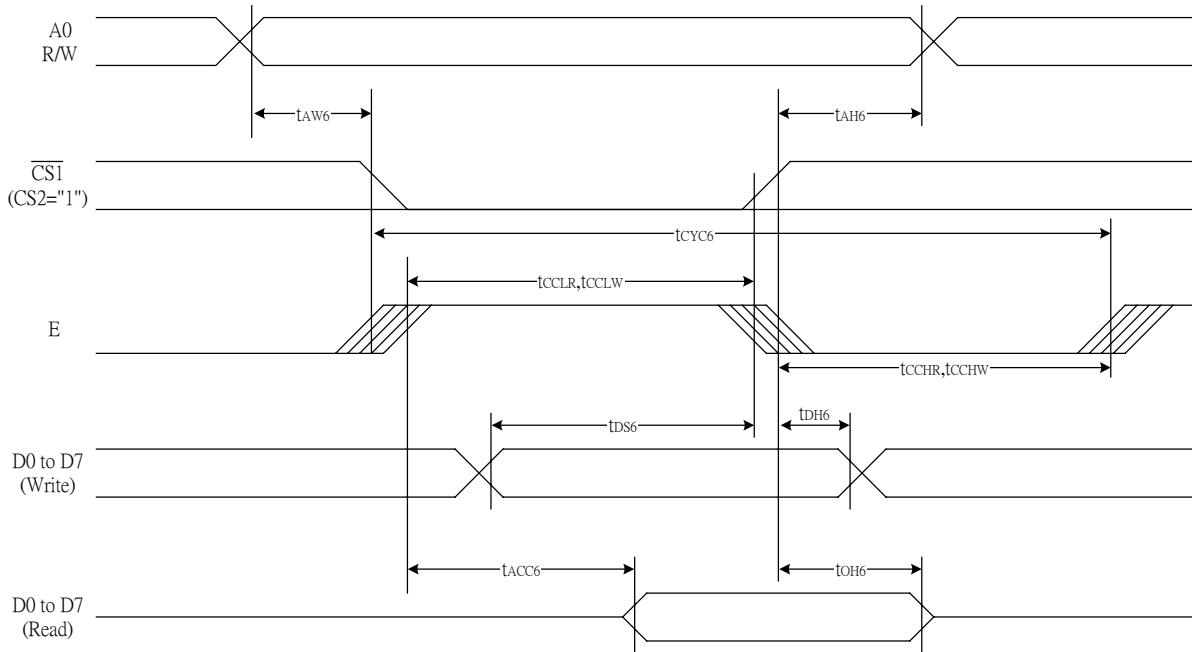 A0
R/W
tAW6
tAH6
CS1
(CS2="1")
tCYC6
tCCLR,tCCLW
E
tCCHR,tCCHW
tDS6
tDH6
D0 to D7
(Write)
tACC6
tOH6
D0 to D7
(Read)